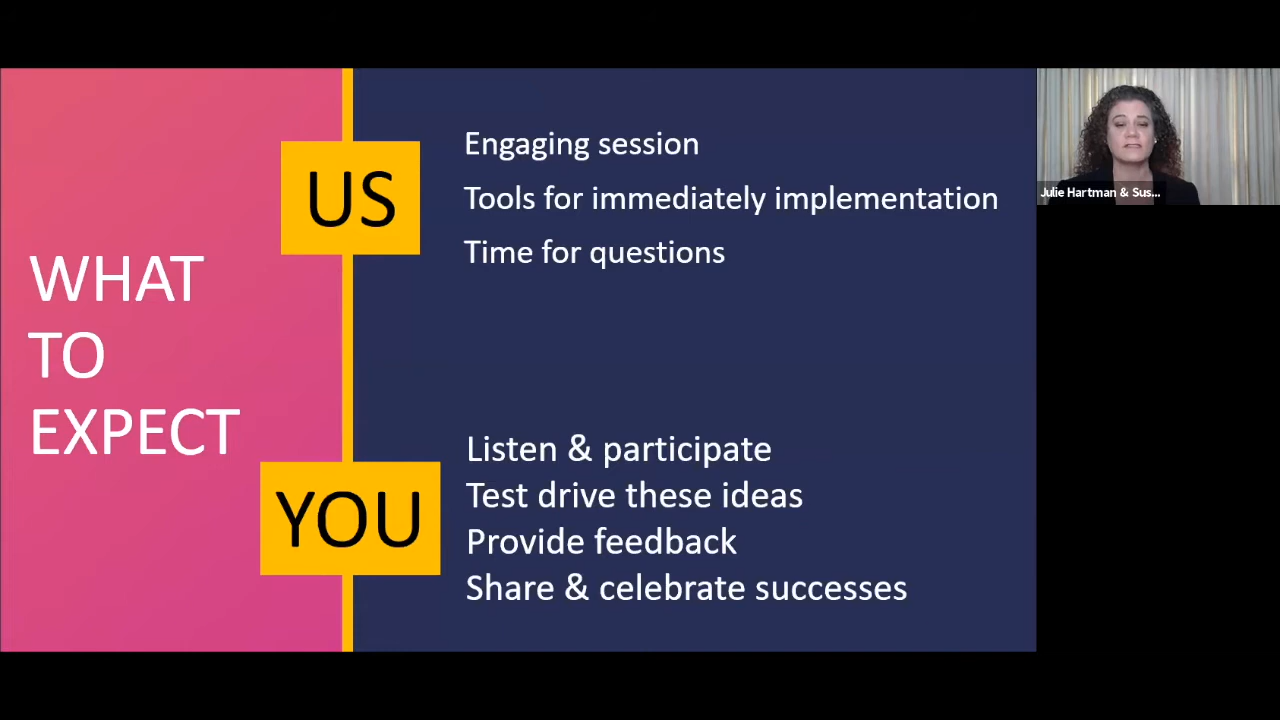 WHAT
TO
EXPECT
US
Engaging session
Tools for immediately implementation
Time for questions
YOU
Listen & participate
Test drive these ideas
Provide feedback
Share & celebrate successes
Julie Hartman & Sus...